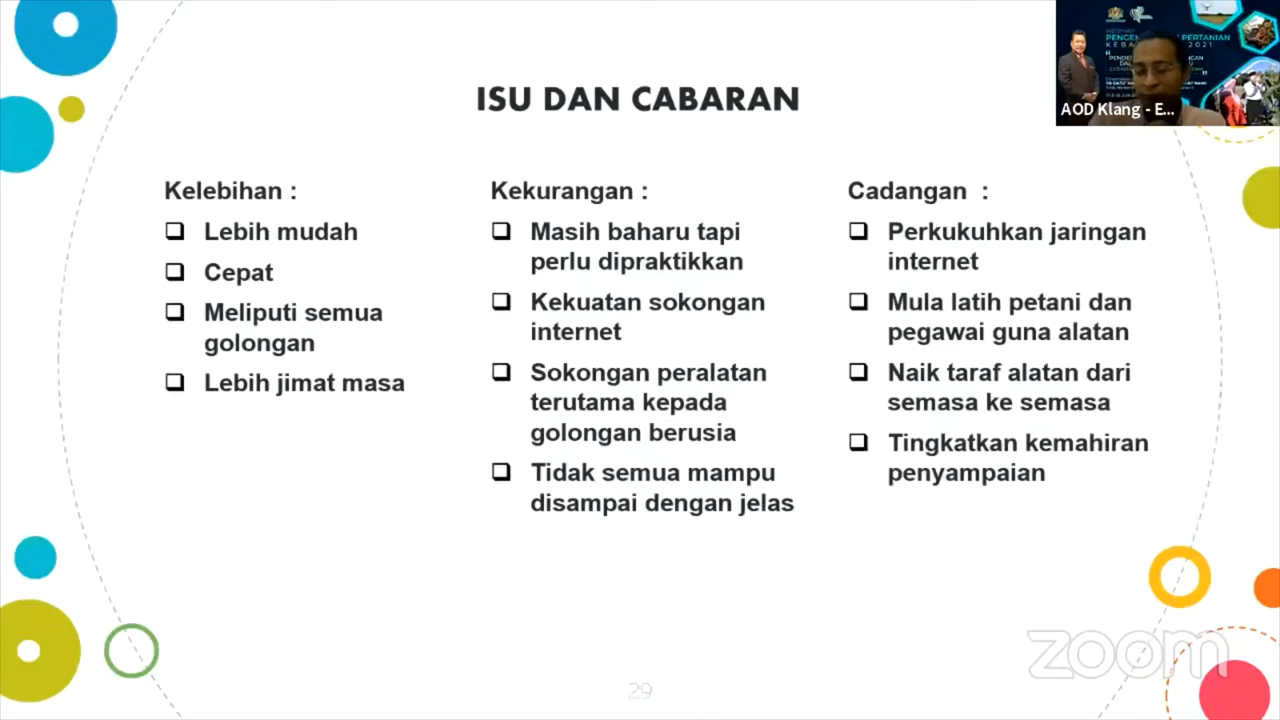 ISU DAN CABARAN
Kelebihan :
Lebih mudah
Cepat
Meliputi semua
golongan
Lebih jimat masa
Kekurangan :
Masih baharu tapi
perlu dipraktikkan
Kekuatan sokongan
internet
Sokongan peralatan
terutama kepada
golongan berusia
Tidak semua mampu
disampai dengan jelas
Cadangan :
Perkukuhkan jaringan
internet
Mula latih petani dan
pegawai guna alatan
Naik taraf alatan dari
semasa ke semasa
Tingkatkan kemahiran
penyampaian
PERTANIAN
2021
AOD Klang - E...
zoom
29